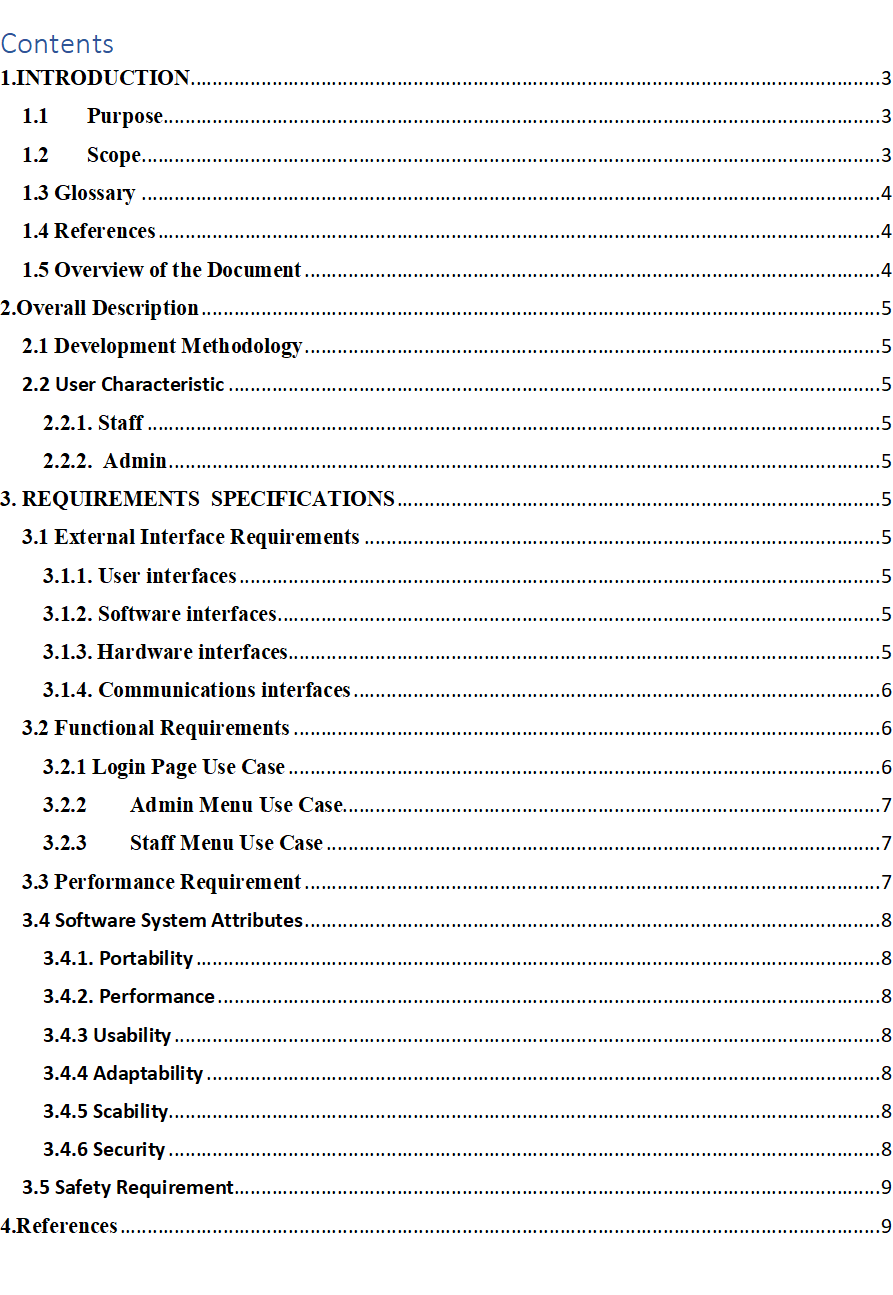 Contents
1.INTRODUCTION 3
1.1 Purpose 3
1.2 Scope 3
1.3 Glossary 4
1.4 References 4
1.5 Overview of the Document 4
2.Overall Description 5
2.1 Development Methodology 5
2.2 User Characteristic 5
2.2.1. Staff 5
2.2.2. Admin 5
3. REQUIREMENTS SPECIFICATIONS 5
3.1 External Interface Requirements 5
3.1.1. User interfaces 5
3.1.2. Software interfaces 5
3.1.3. Hardware interfaces 5
3.1.4. Communications interfaces 6
3.2 Functional Requirements 6
3.2.1 Login Page Use Case 6
3.2.2 Admin Menu Use Case 7
3.2.3 Staff Menu Use Case 7
3.3 Performance Requirement 7
3.4 Software System Attributes 8
3.4.1. Portability 8
3.4.2. Performance 8
3.4.3 Usability 8
3.4.4 Adaptability 8
3.4.5 Scability 8
3.4.6 Security 8
3.5 Safety Requirement 9
4.References 9